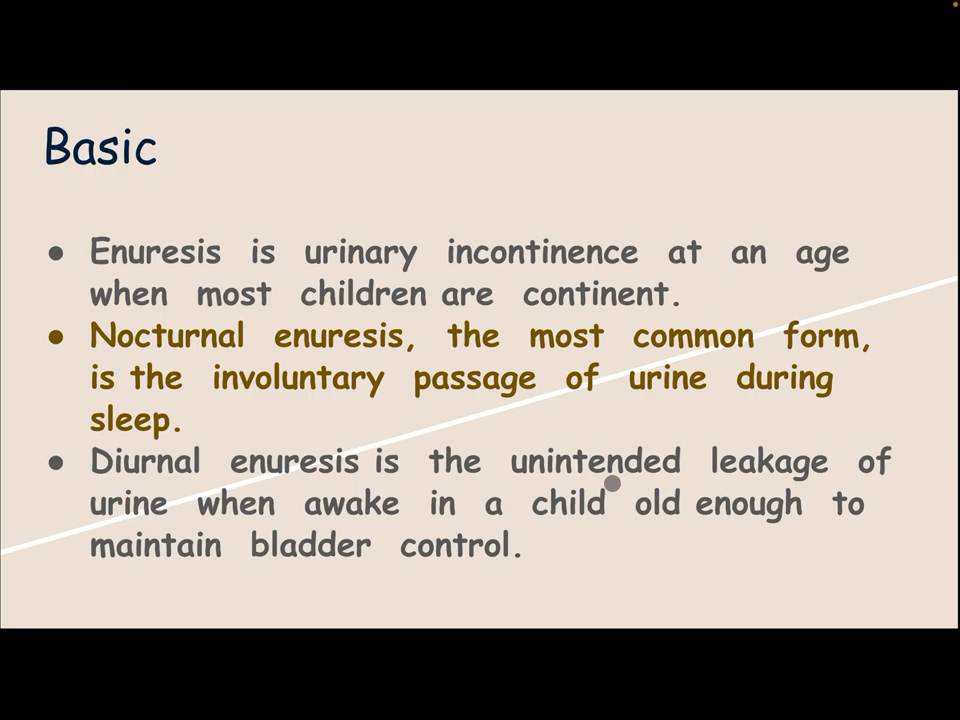 Basic
● Enuresis is urinary incontinence at an age
when most children are continent.
● Nocturnal enuresis, the most common form,
is the involuntary passage of urine during
sleep.
● Diurnal enuresis is the unintended leakage of
urine when awake in a child old enough to
maintain bladder control.